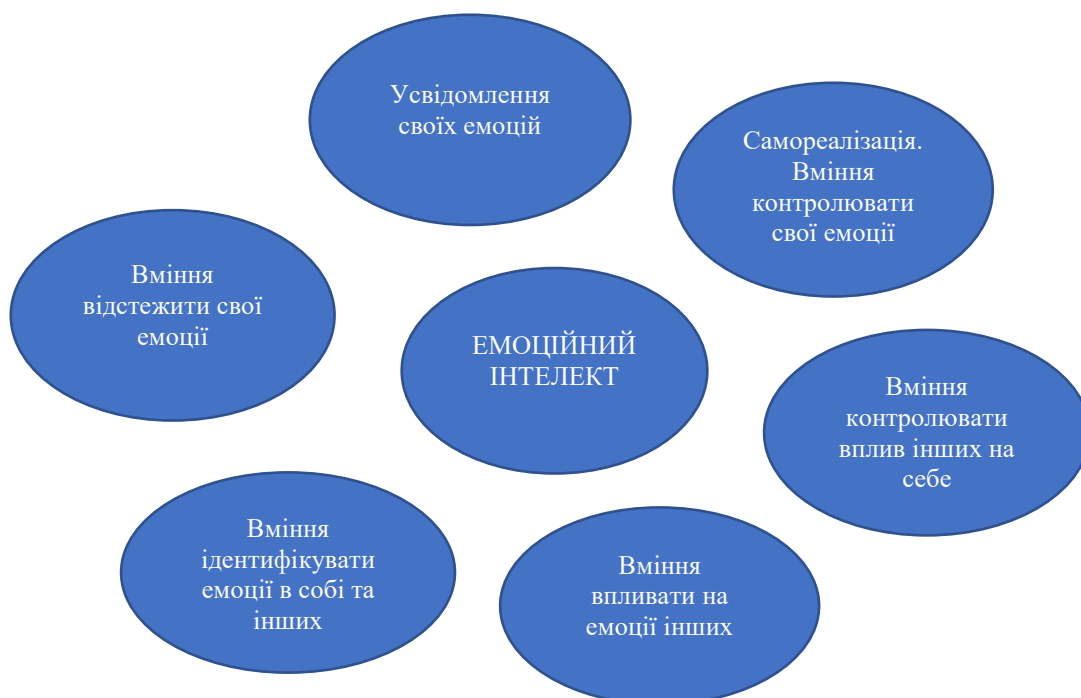 Усвідомлення
своїх емоцій
Самореалізація.
Вміння
контролювати
свої емоції
Вміння
відстежити свої
емоції
ЕМОЦІЙНИЙ
ІНТЕЛЕКТ
Вміння
контролювати
вплив інших на
себе
Вміння
ідентифікувати
емоції в собі та
інших
Вміння
впливати на
емоції інших